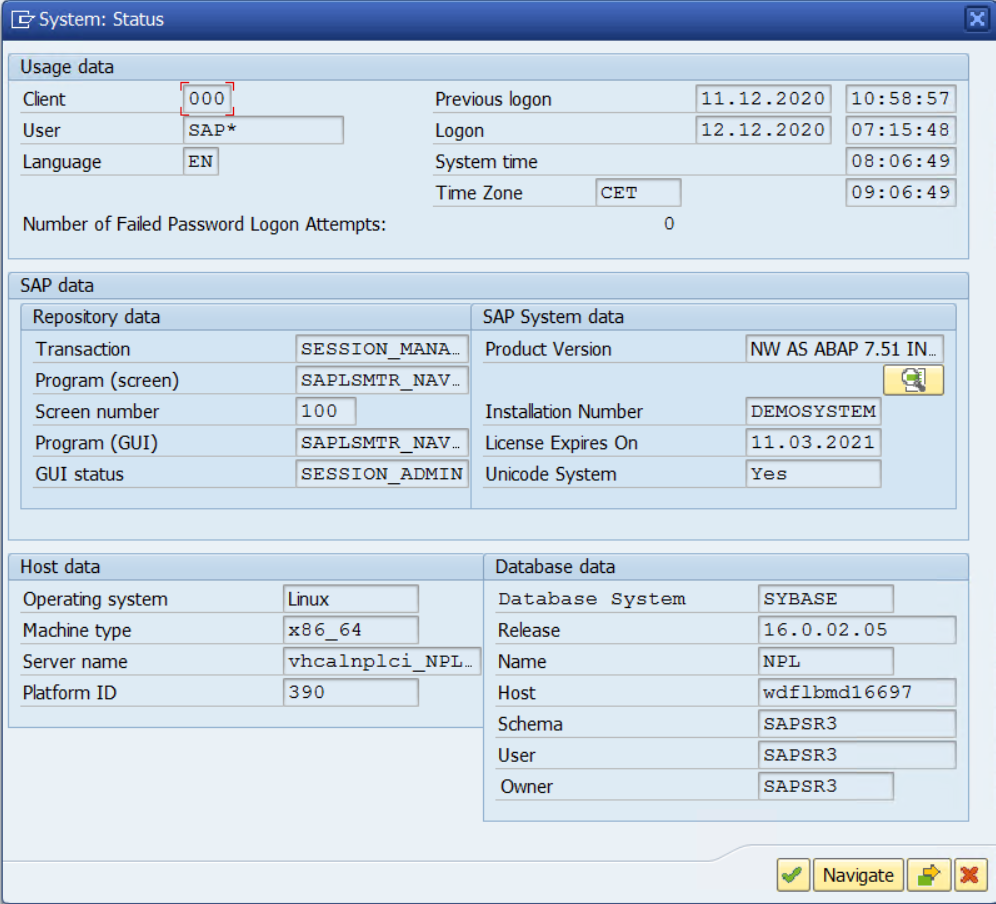 System: Status
Usage data
Client 000 Previous logon 11.12.2020 10:58:57
User SAP* Logon 12.12.2020 07:15:48
Language EN System time 08:06:49
Time Zone CET 09:06:49
Number of Failed Password Logon Attempts: 0
SAP data
Repository data
Transaction SESSION_MANA…
Program (screen) SAPLSMTR_NAV…
Screen number 100
Program (GUI) SAPLSMTR_NAV…
GUI status SESSION_ADMIN
SAP System data
Product Version NW AS ABAP 7.51 IN…
Installation Number DEMOSYSTEM
License Expires On 11.03.2021
Unicode System Yes
Host data
Operating system Linux
Machine type x86_64
Server name vhcalnplci_NPL…
Platform ID 390
Database data
Database System SYBASE
Release 16.0.02.05
Name NPL
Host wdflbmd16697
Schema SAPSR3
User SAPSR3
Owner SAPSR3
Navigate